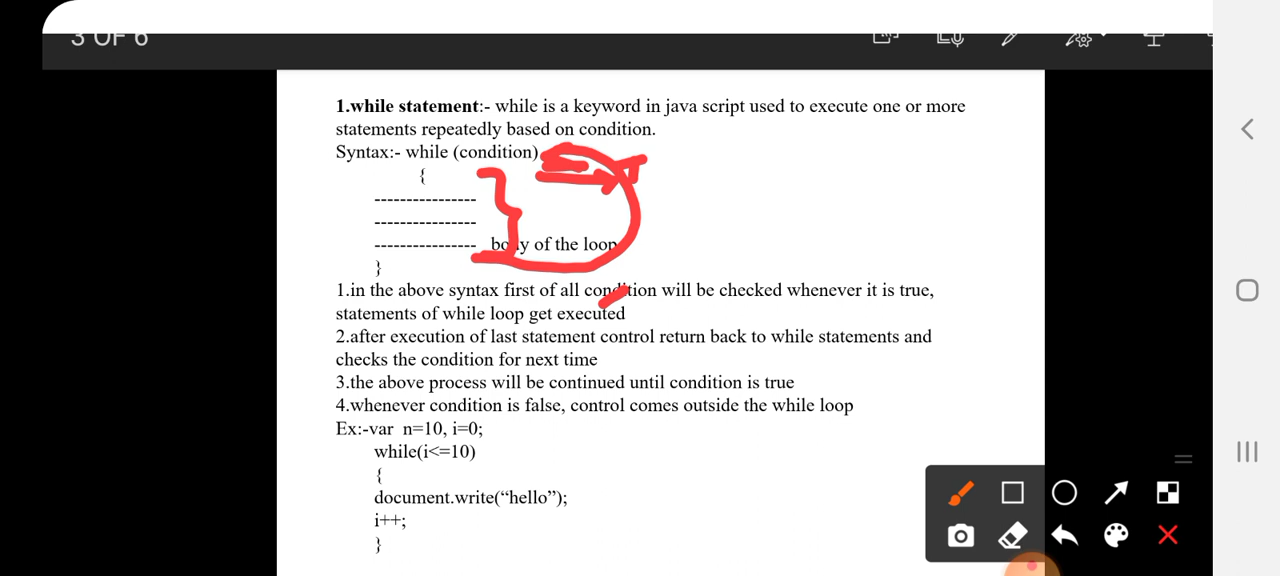 3 OF 6
1.while statement:- while is a keyword in java script used to execute one or more
statements repeatedly based on condition.
Syntax:- while (condition)
{
-----------------
-----------------
----------------- body of the loop
}
1.in the above syntax first of all condition will be checked whenever it is true,
statements of while loop get executed
2.after execution of last statement control return back to while statements and
checks the condition for next time
3.the above process will be continued until condition is true
4.whenever condition is false, control comes outside the while loop
Ex:-var n=10, i=0;
while(i<=10)
{
document.write(“hello”);
i++;
}